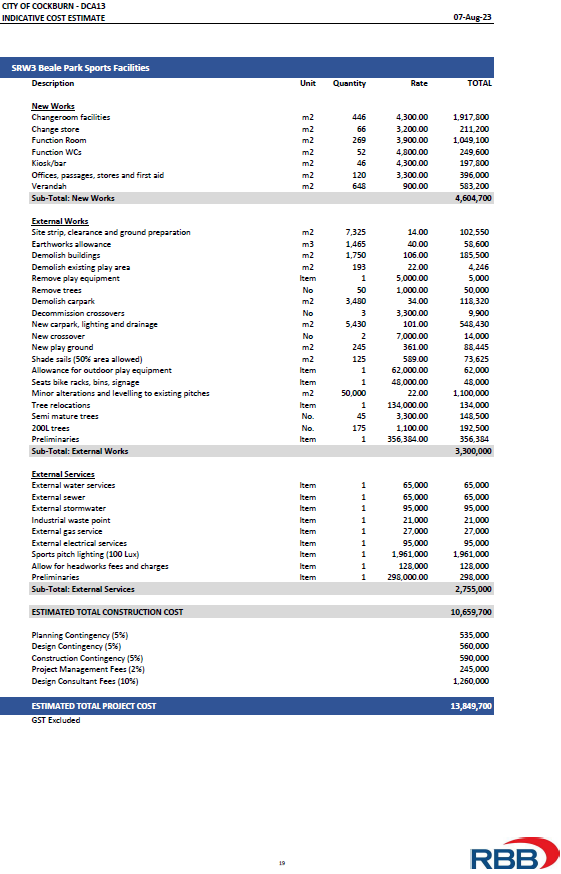 CITY OF COCKBURN - DCA13
INDICATIVE COST ESTIMATE 07-Aug-23
SRW3 Beale Park Sports Facilities
Description Unit Quantity Rate TOTAL
New Works
Changeroom facilities m2 446 4,300.00 1,917,800
Change store m2 66 3,200.00 211,200
Function Room m2 269 3,900.00 1,049,100
Function WCs m2 52 4,800.00 249,600
Kiosk/bar m2 46 4,300.00 197,800
Offices, passages, stores and first aid m2 120 3,300.00 396,000
Verandah m2 648 900.00 583,200
Sub-Total: New Works 4,604,700
External Works
Site strip, clearance and ground preparation m2 7,325 14.00 102,550
Earthworks allowance m3 1,465 40.00 58,600
Demolish buildings m2 1,750 106.00 185,500
Demolish existing play area m2 193 22.00 4,246
Remove play equipment Item 1 5,000.00 5,000
Remove trees No 50 1,000.00 50,000
Demolish carpark m2 3,480 34.00 118,320
Decommission crossovers No 3 3,300.00 9,900
New carpark, lighting and drainage m2 5,430 101.00 548,430
New crossover No 2 7,000.00 14,000
New play ground m2 245 361.00 88,445
Shade sails (50% area allowed) m2 125 589.00 73,625
Allowance for outdoor play equipment Item 1 62,000.00 62,000
Seats bike racks, bins, signage Item 1 48,000.00 48,000
Minor alterations and levelling to existing pitches m2 50,000 22.00 1,100,000
Tree relocations Item 1 134,000.00 134,000
Semi mature trees No. 45 3,300.00 148,500
200L trees No. 175 1,100.00 192,500
Preliminaries Item 1 356,384.00 356,384
Sub-Total: External Works 3,300,000
External Services
External water services Item 1 65,000 65,000
External sewer Item 1 65,000 65,000
External stormwater Item 1 95,000 95,000
Industrial waste point Item 1 21,000 21,000
External gas service Item 1 27,000 27,000
External electrical services Item 1 95,000 95,000
Sports pitch lighting (100 Lux) Item 1 1,961,000 1,961,000
Allow for headworks fees and charges Item 1 128,000 128,000
Preliminaries Item 1 298,000.00 298,000
Sub-Total: External Services 2,755,000
ESTIMATED TOTAL CONSTRUCTION COST 10,659,700
Planning Contingency (5%) 535,000
Design Contingency (5%) 560,000
Construction Contingency (5%) 590,000
Project Management Fees (2%) 245,000
Design Consultant Fees (10%) 1,260,000
ESTIMATED TOTAL PROJECT COST 13,849,700
GST Excluded
19
RBB